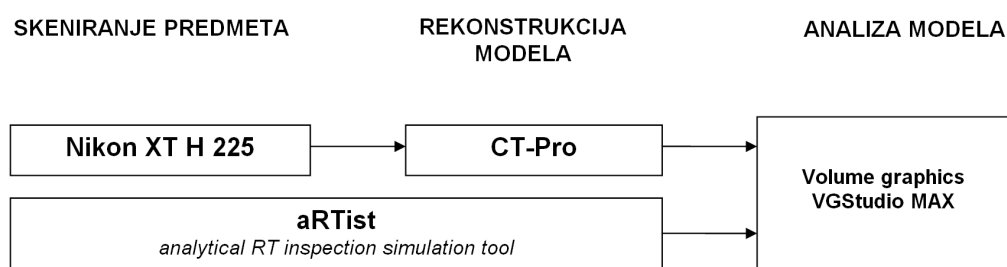 SKENIRANJE PREDMETA
REKONSTRUKCIJA
MODELA
ANALIZA MODELA
Nikon XT H 225
CT-Pro
Volume graphics
VGStudio MAX
aRTist
analytical RT inspection simulation tool